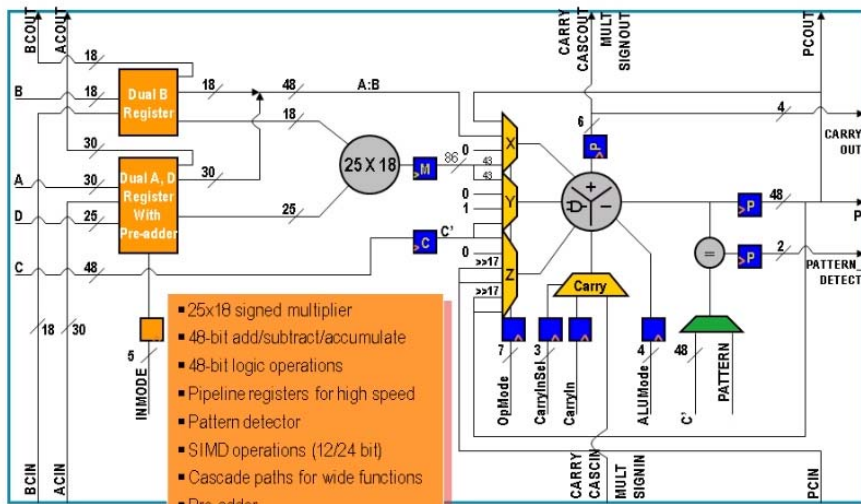 BCOUT
ACOUT
CARRY
CASCOUT
MULT
SIGNOUT
PCOUT
18
B
18
Dual B
Register
18
48
A:B
18
4
CARRY
OUT
6
P
30
0
X
25 X 18
M
86
43
43
A
30
Dual A, D
Register
With
Pre-adder
30
D
25
25
0
1
Y
+
−
P
48
P
C
C'
=
P
2
PATTERN_
DETECT
C
48
0
>>17
>>17
Z
Carry
18
30
5
INMODE
7
OpMode
3
CarryInSel
CarryIn
4
ALUMode
48
C'
PATTERN
▪ 25x18 signed multiplier
▪ 48-bit add/subtract/accumulate
▪ 48-bit logic operations
▪ Pipeline registers for high speed
▪ Pattern detector
▪ SIMD operations (12/24 bit)
▪ Cascade paths for wide functions
▪ Pre-adder
BCIN
ACIN
CARRY
CASCIN
MULT
SIGNIN
PCIN